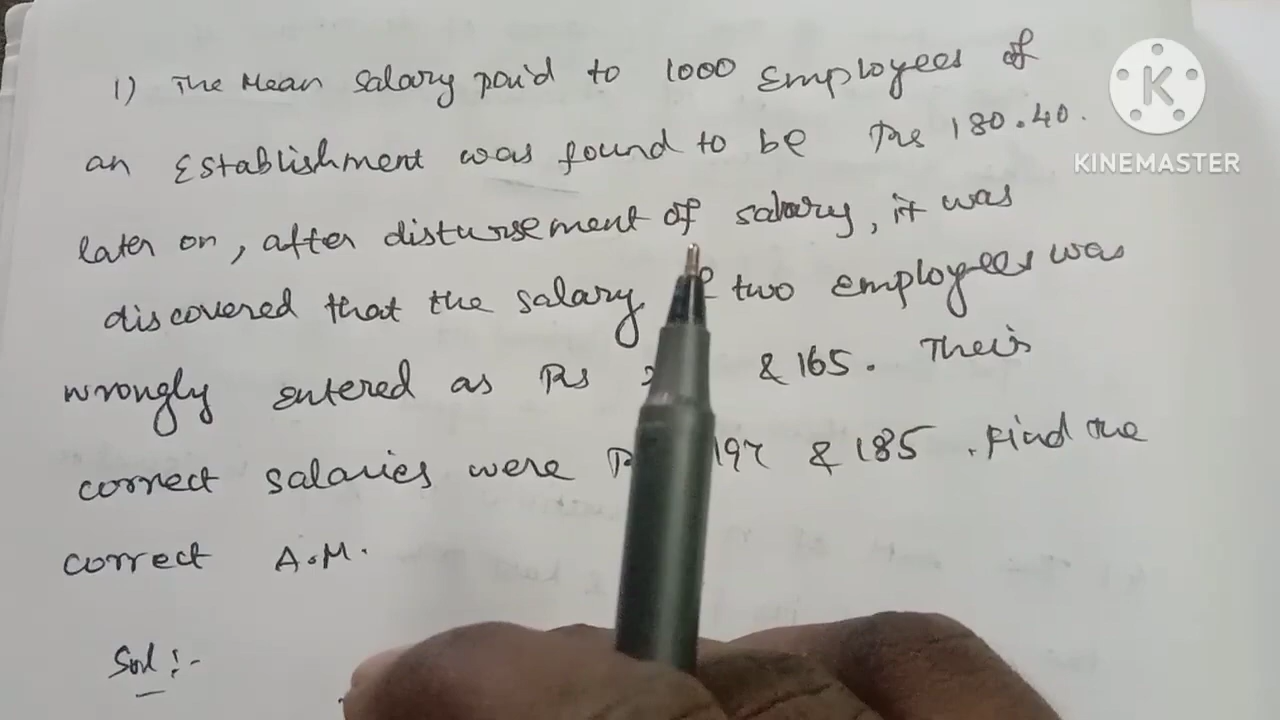 1) The Mean salary paid to 1000 Employees of
an Establishment was found to be Rs 180.40.
later on, after distursement of salary, it was
discovered that the salary two employees was
wrongly entered as Rs & 165. Their
correct salaries were 197 & 185. Find the
correct A.M.
Sol :-
K
KINEMASTER